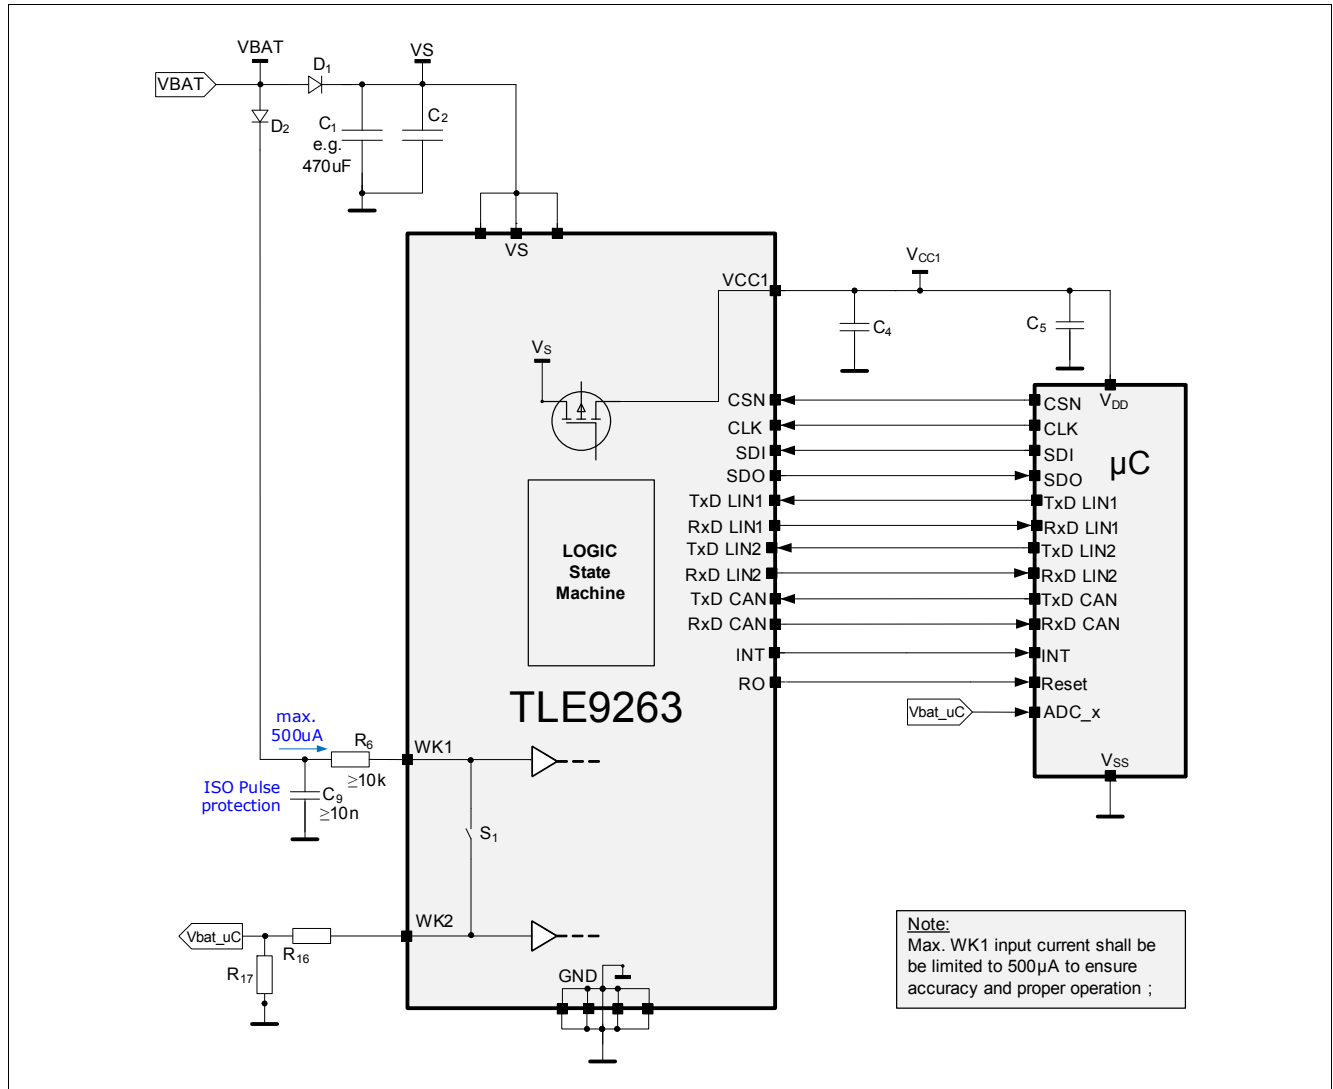 VBAT
VS
VBAT
D1
D2
C1
e.g.
470uF
C2
VS
VCC1
VCC1
C4
C5
VS
CSN
CLK
SDI
SDO
TxD LIN1
RxD LIN1
TxD LIN2
RxD LIN2
TxD CAN
RxD CAN
INT
RO
CSN
VDD
CLK
SDI
µC
SDO
TxD LIN1
RxD LIN1
TxD LIN2
RxD LIN2
TxD CAN
RxD CAN
INT
Reset
Vbat_uC
ADC_x
VSS
LOGIC
State
Machine
TLE9263
max.
500uA
R6
≥10k
WK1
ISO Pulse
protection
C9
≥10n
S1
WK2
Vbat_uC
R16
R17
GND
Note:
Max. WK1 input current shall be
be limited to 500µA to ensure
accuracy and proper operation ;